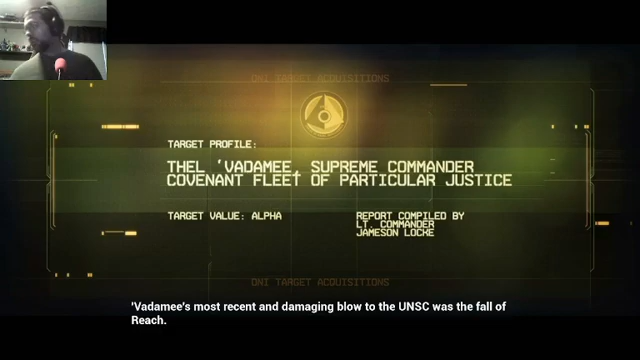 ONI TARGET ACQUISITIONS
TARGET PROFILE:
THEL 'VADAMEE, SUPREME COMMANDER
COVENANT FLEET OF PARTICULAR JUSTICE
TARGET VALUE: ALPHA
REPORT COMPILED BY
LT. COMMANDER
JAMESON LOCKE
ONI TARGET ACQUISITIONS
'Vadamee's most recent and damaging blow to the UNSC was the fall of
Reach.